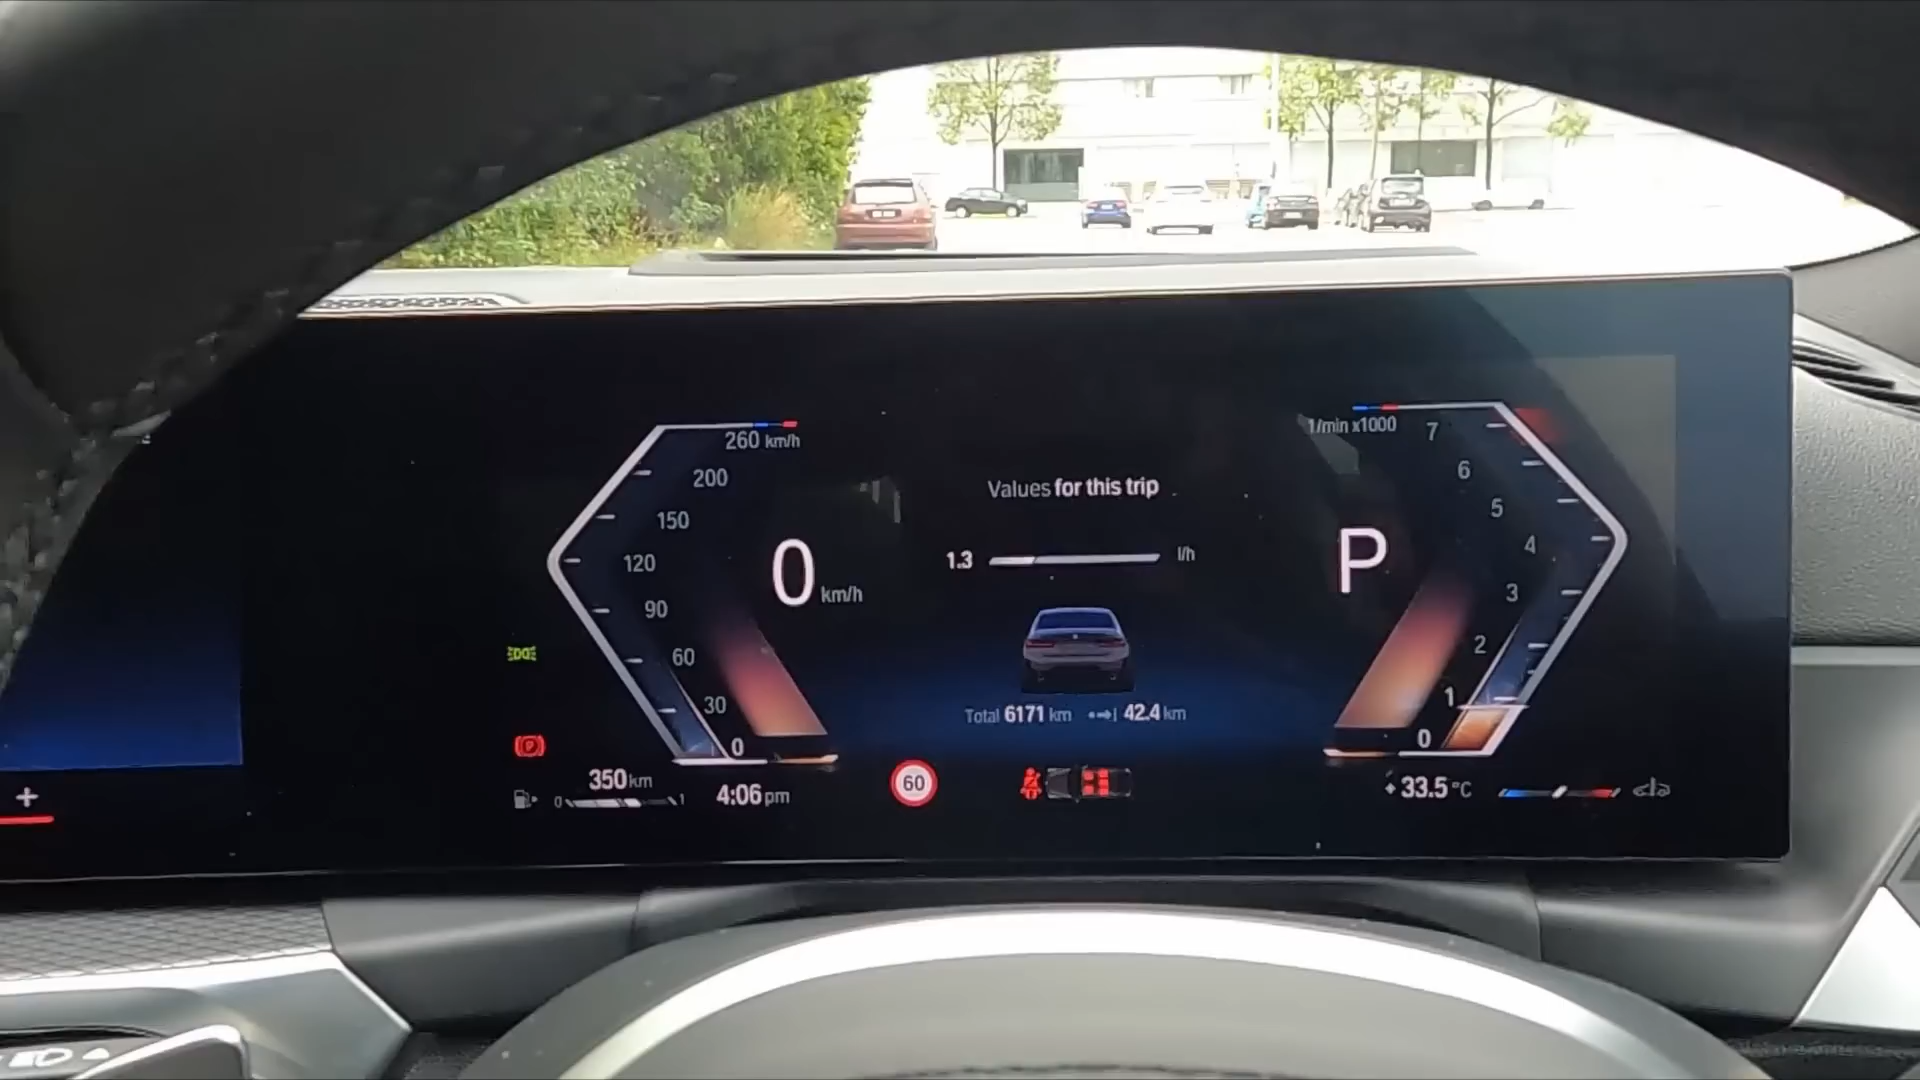 260 km/h
200
150
120
90
60
30
0
0 km/h
Values for this trip
1.3 l/h
Total 6171 km 42.4 km
1/min x1000
7
6
5
4
3
2
1
0
P
350 km
0 1
4:06 pm
60
33.5 °C
+